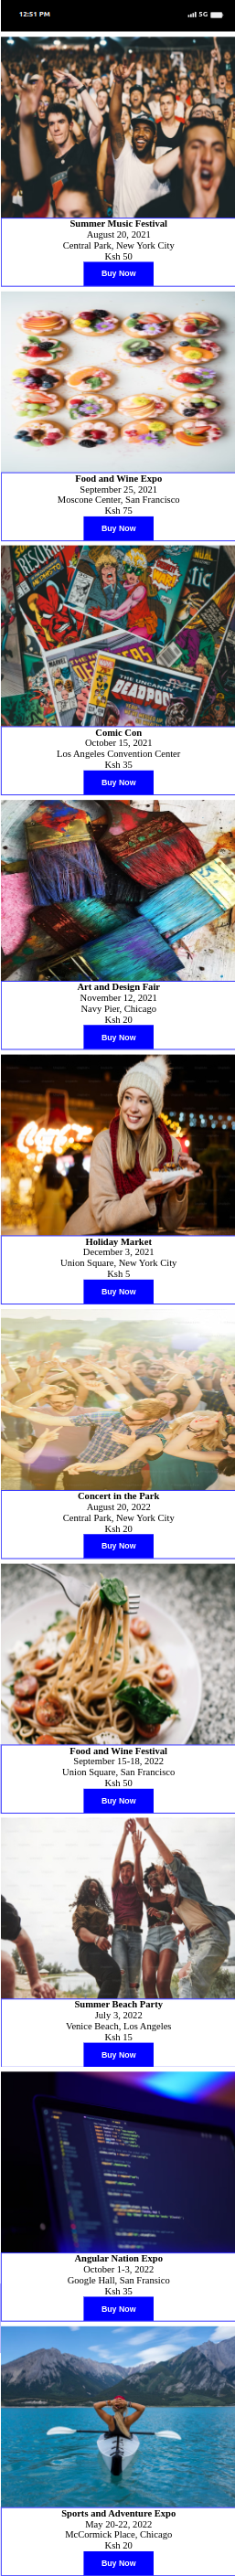 12:51 PM
5G
Summer Music Festival
August 20, 2021
Central Park, New York City
Ksh 50
Buy Now
Food and Wine Expo
September 25, 2021
Moscone Center, San Francisco
Ksh 75
Buy Now
Comic Con
October 15, 2021
Los Angeles Convention Center
Ksh 35
Buy Now
Art and Design Fair
November 12, 2021
Navy Pier, Chicago
Ksh 20
Buy Now
Coca-Cola
Holiday Market
December 3, 2021
Union Square, New York City
Ksh 5
Buy Now
Concert in the Park
August 20, 2022
Central Park, New York City
Ksh 20
Buy Now
Food and Wine Festival
September 15-18, 2022
Union Square, San Francisco
Ksh 50
Buy Now
Summer Beach Party
July 3, 2022
Venice Beach, Los Angeles
Ksh 15
Buy Now
Angular Nation Expo
October 1-3, 2022
Google Hall, San Fransico
Ksh 35
Buy Now
Sports and Adventure Expo
May 20-22, 2022
McCormick Place, Chicago
Ksh 20
Buy Now